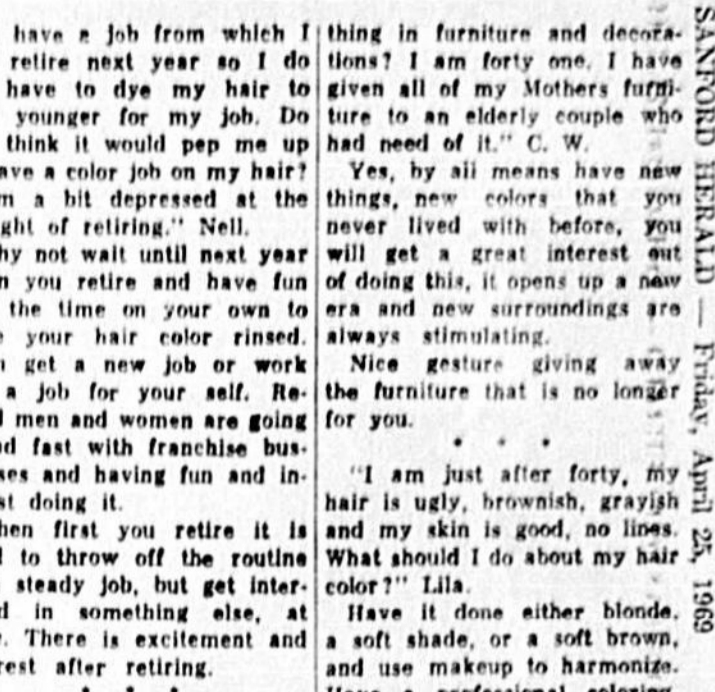 have a job from which I
retire next year so I do
have to dye my hair to
younger for my job. Do
think it would pep me up
ave a color job on my hair?
m a bit depressed at the
ght of retiring." Nell.
hy not wait until next year
n you retire and have fun
the time on your own to
e your hair color rinsed.
n get a new job or work
a job for your self. Re-
d men and women are going
nd fast with franchise bus-
ses and having fun and in-
st doing it.
hen first you retire it is
d to throw off the routine
steady job, but get inter-
d in something else, at
e. There is excitement and
rest after retiring.
thing in furniture and decora-
tions? I am forty one. I have
given all of my Mothers furni-
ture to an elderly couple who
had need of it." C. W.
Yes, by all means have new
things, new colors that you
never lived with before, you
will get a great interest out
of doing this, it opens up a new
era and new surroundings are
always stimulating.
Nice gesture giving away
the furniture that is no longer
for you.
* * *
"I am just after forty, my
hair is ugly, brownish, grayish
and my skin is good, no lines.
What should I do about my hair
color?" Lila.
Have it done either blonde,
a soft shade, or a soft brown,
and use makeup to harmonize.
Have a professional coloring
SANFORD HERALD — Friday, April 25, 1969